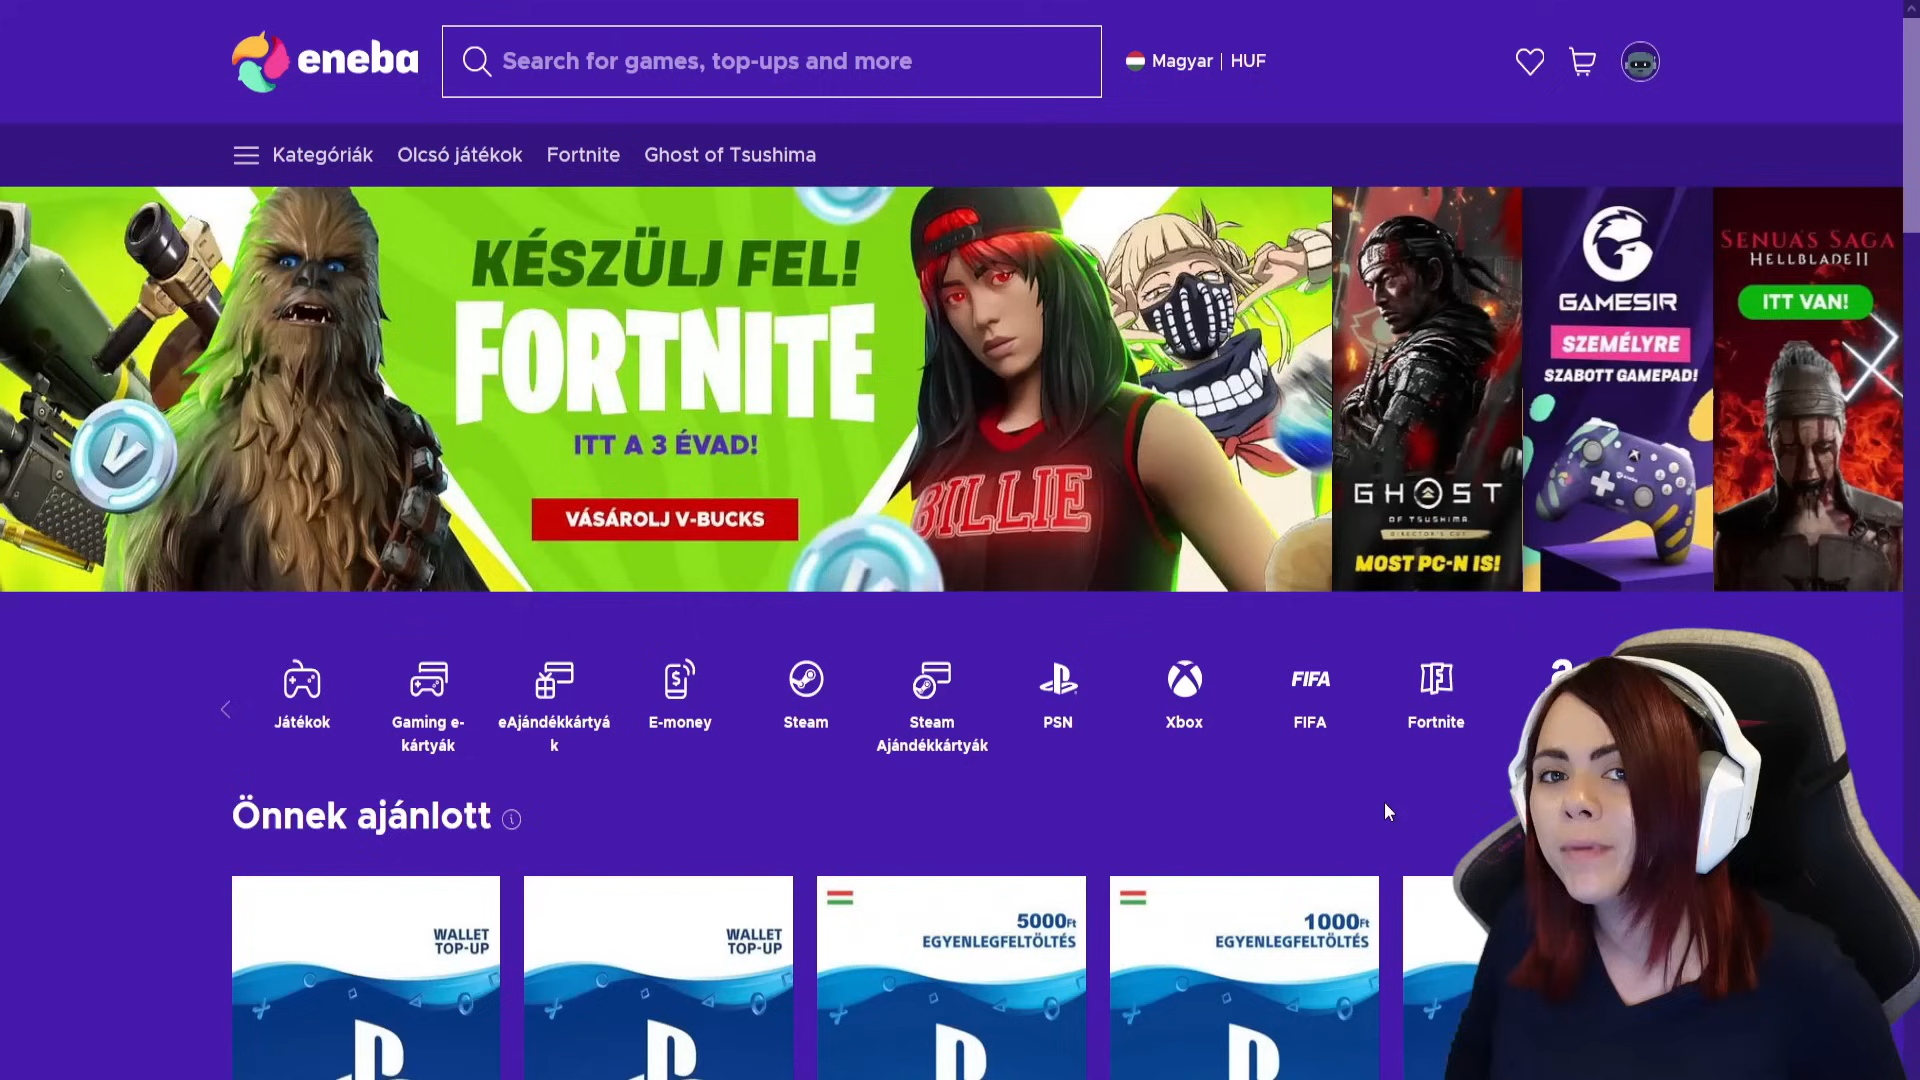 eneba
Search for games, top-ups and more
Magyar | HUF
Kategóriák
Olcsó játékok
Fortnite
Ghost of Tsushima
KÉSZÜLJ FEL!
FORTNITE
ITT A 3 ÉVAD!
VÁSÁROLJ V-BUCKS
BILLIE
GHOST
OF TSUSHIMA
DIRECTOR'S CUT
MOST PC-N IS!
GAMESIR
SZEMÉLYRE
SZABOTT GAMEPAD!
SENUA'S SAGA
HELLBLADE II
ITT VAN!
Játékok
Gaming e-
kártyák
eAjándékkártyá
k
E-money
Steam
Steam
Ajándékkártyák
PSN
Xbox
FIFA
FIFA
Fortnite
Önnek ajánlott
WALLET
TOP-UP
WALLET
TOP-UP
5000Ft
EGYENLEGFELTÖLTÉS
1000Ft
EGYENLEGFELTÖLTÉS